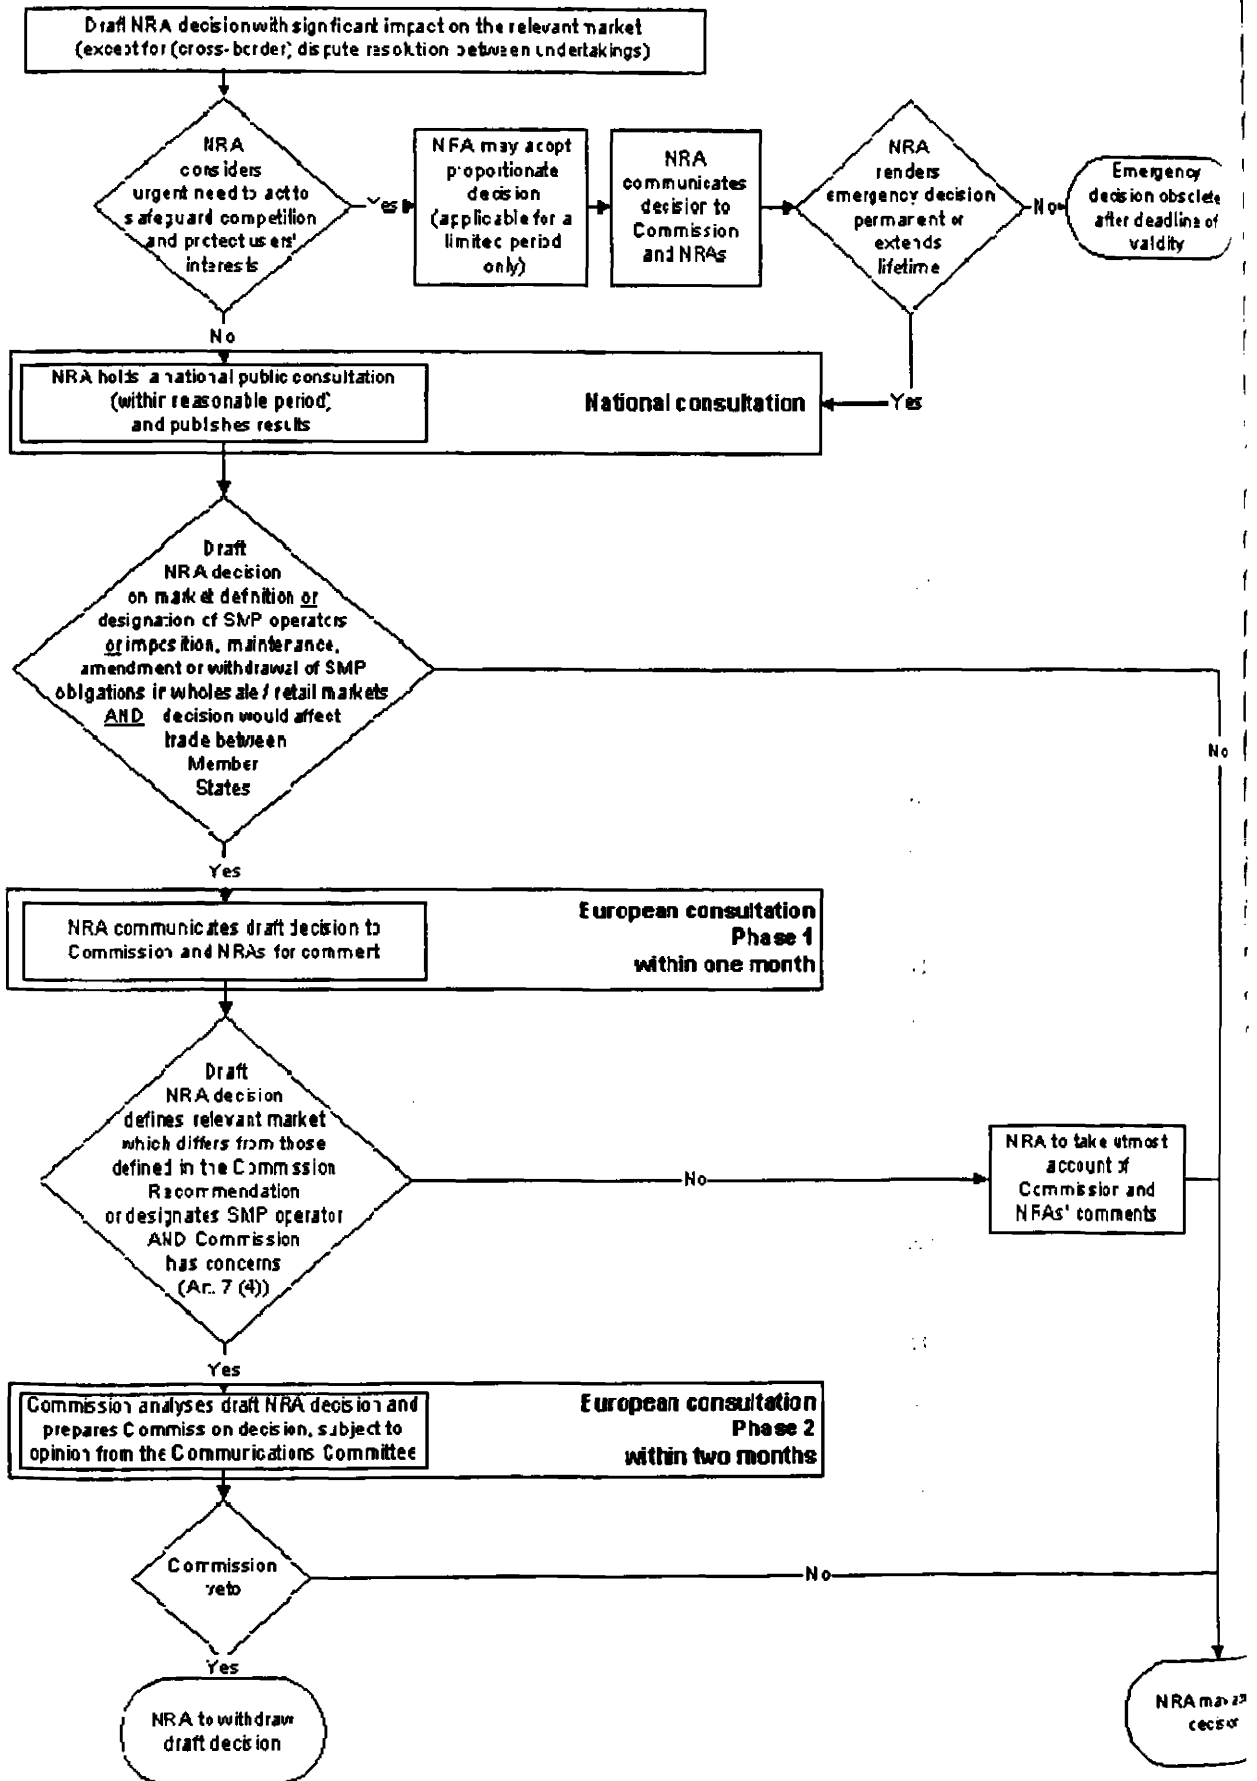 Draft NRA decision with significant impact on the relevant market
(except for (cross-border) dispute resolution between undertakings)
NRA
considers
urgent need to act to
safeguard competition
and protect users'
interests
Yes
NRA may adopt
proportionate
decision
(applicable for a
limited period
only)
NRA
communicates
decision to
Commission
and NRAs
NRA
renders
emergency decision
permanent or
extends
lifetime
No
Emergency
decision obsolete
after deadline of
validity
No
Yes
NRA holds a national public consultation
(within reasonable period)
and publishes results
National consultation
Draft
NRA decision
on market definition or
designation of SMP operators
or imposition, maintenance,
amendment or withdrawal of SMP
obligations in wholesale / retail markets
AND decision would affect
trade between
Member
States
No
Yes
NRA communicates draft decision to
Commission and NRAs for comment
European consultation
Phase 1
within one month
Draft
NRA decision
defines relevant market
which differs from those
defined in the Commission
Recommendation
or designates SMP operator
AND Commission
has concerns
(Art. 7 (4))
No
NRA to take utmost
account of
Commission and
NRAs' comments
Yes
Commission analyses draft NRA decision and
prepares Commission decision, subject to
opinion from the Communications Committee
European consultation
Phase 2
within two months
Commission
veto
No
Yes
NRA to withdraw
draft decision
NRA may